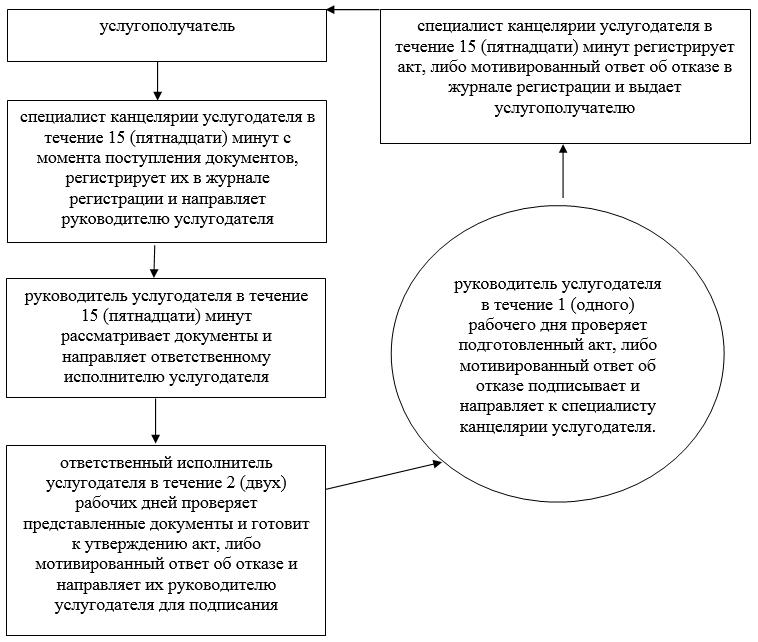 услугополучатель
специалист канцелярии услугодателя в
течение 15 (пятнадцати) минут с
момента поступления документов,
регистрирует их в журнале
регистрации и направляет
руководителю услугодателя
руководитель услугодателя в течение
15 (пятнадцати) минут
рассматривает документы и
направляет ответственному
исполнителю услугодателя
ответственный исполнитель
услугодателя в течение 2 (двух)
рабочих дней проверяет
представленные документы и готовит
к утверждению акт, либо
мотивированный ответ об отказе и
направляет их руководителю
услугодателя для подписания
руководитель услугодателя
в течение 1 (одного)
рабочего дня проверяет
подготовленный акт, либо
мотивированный ответ об
отказе подписывает и
направляет к специалисту
канцелярии услугодателя.
специалист канцелярии услугодателя в
течение 15 (пятнадцати) минут регистрирует
акт, либо мотивированный ответ об отказе в
журнале регистрации и выдает
услугополучателю